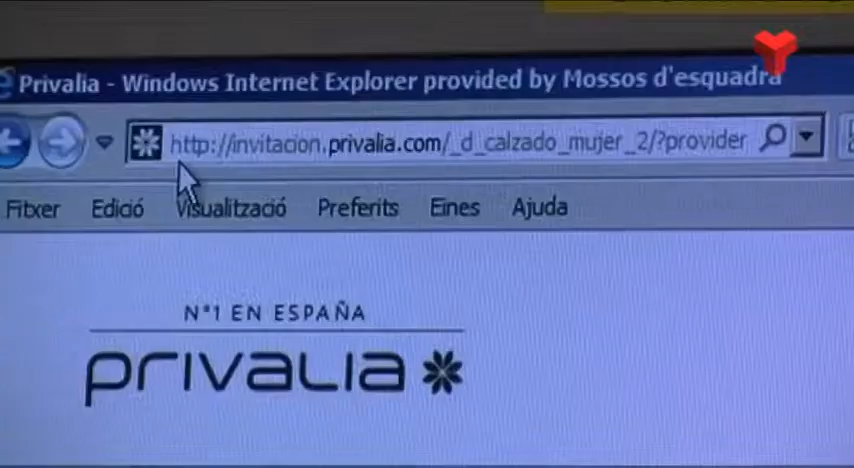 Privalia - Windows Internet Explorer provided by Mossos d'esquadra
http://invitacion.privalia.com/_d_calzado_mujer_2/?provider
Fitxer Edició Visualització Preferits Eines Ajuda
Nº1 EN ESPAÑA
privalia